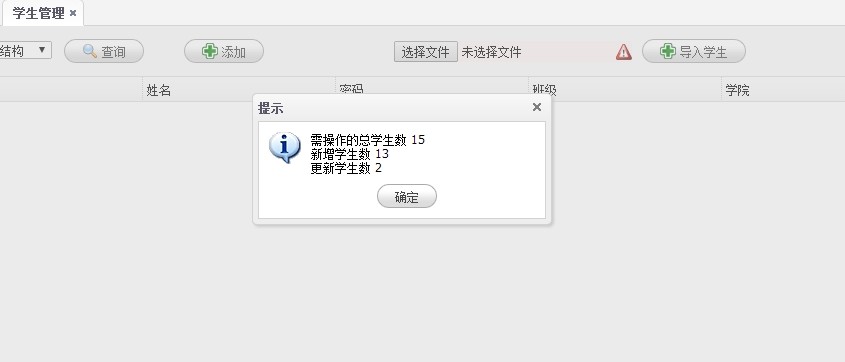 学生管理
结构 查询 添加 选择文件 未选择文件 导入学生
姓名 密码 班级 学院
提示
需操作的总学生数 15
新增学生数 13
更新学生数 2
确定